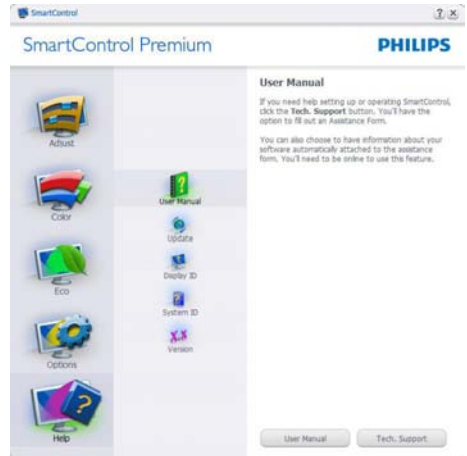 SmartControl
SmartControl Premium
PHILIPS
Adjust
Color
Eco
Options
Help
User Manual
Update
Display ID
System ID
X.X
Version
User Manual
If you need help setting up or operating SmartControl,
click the Tech. Support button. You'll have the
option to fill out an Assistance Form.
You can also choose to have information about your
software automatically attached to the assistance
form. You'll need to be online to use this feature.
User Manual
Tech. Support